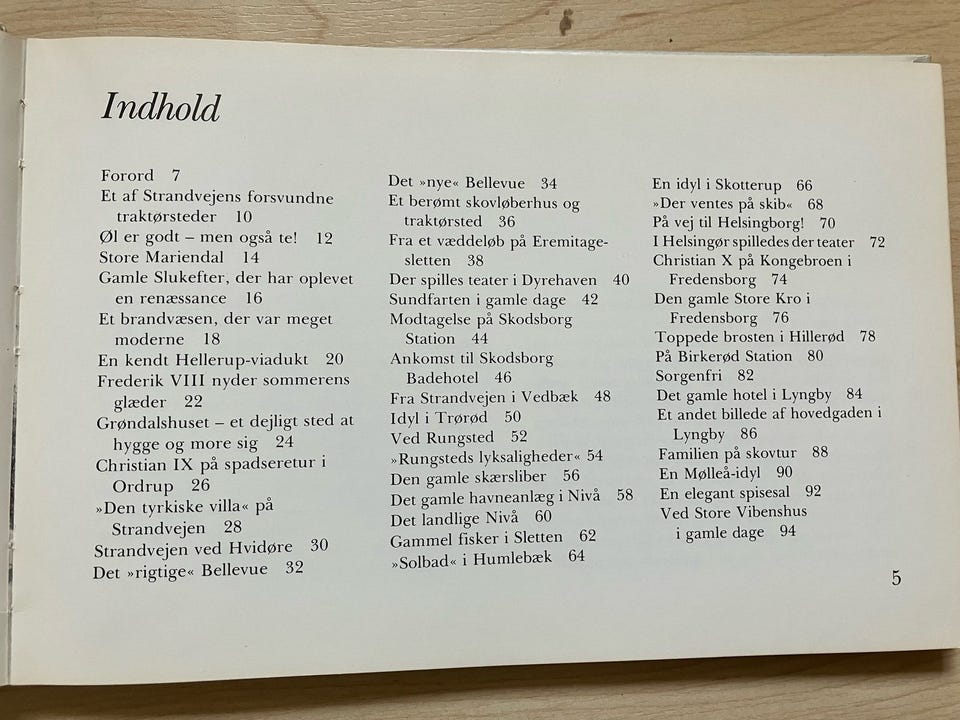 Indhold
Forord 7
Et af Strandvejens forsvundne
traktørsteder 10
Øl er godt – men også te! 12
Store Mariendal 14
Gamle Slukefter, der har oplevet
en renæssance 16
Et brandvæsen, der var meget
moderne 18
En kendt Hellerup-viadukt 20
Frederik VIII nyder sommerens
glæder 22
Grøndalshuset – et dejligt sted at
hygge og more sig 24
Christian IX på spadseretur i
Ordrup 26
»Den tyrkiske villa« på
Strandvejen 28
Strandvejen ved Hvidøre 30
Det »rigtige« Bellevue 32
Det »nye« Bellevue 34
Et berømt skovløberhus og
traktørsted 36
Fra et væddeløb på Eremitage-
sletten 38
Der spilles teater i Dyrehaven 40
Sundfarten i gamle dage 42
Modtagelse på Skodsborg
Station 44
Ankomst til Skodsborg
Badehotel 46
Fra Strandvejen i Vedbæk 48
Idyl i Trørød 50
Ved Rungsted 52
»Rungsteds lyksaligheder« 54
Den gamle skærsliber 56
Det gamle havneanlæg i Nivå 58
Det landlige Nivå 60
Gammel fisker i Sletten 62
»Solbad« i Humlebæk 64
En idyl i Skotterup 66
»Der ventes på skib« 68
På vej til Helsingborg! 70
I Helsingør spilledes der teater 72
Christian X på Kongebroen i
Fredensborg 74
Den gamle Store Kro i
Fredensborg 76
Toppede brosten i Hillerød 78
På Birkerød Station 80
Sorgenfri 82
Det gamle hotel i Lyngby 84
Et andet billede af hovedgaden i
Lyngby 86
Familien på skovtur 88
En Mølleå-idyl 90
En elegant spisesal 92
Ved Store Vibenshus
i gamle dage 94
5